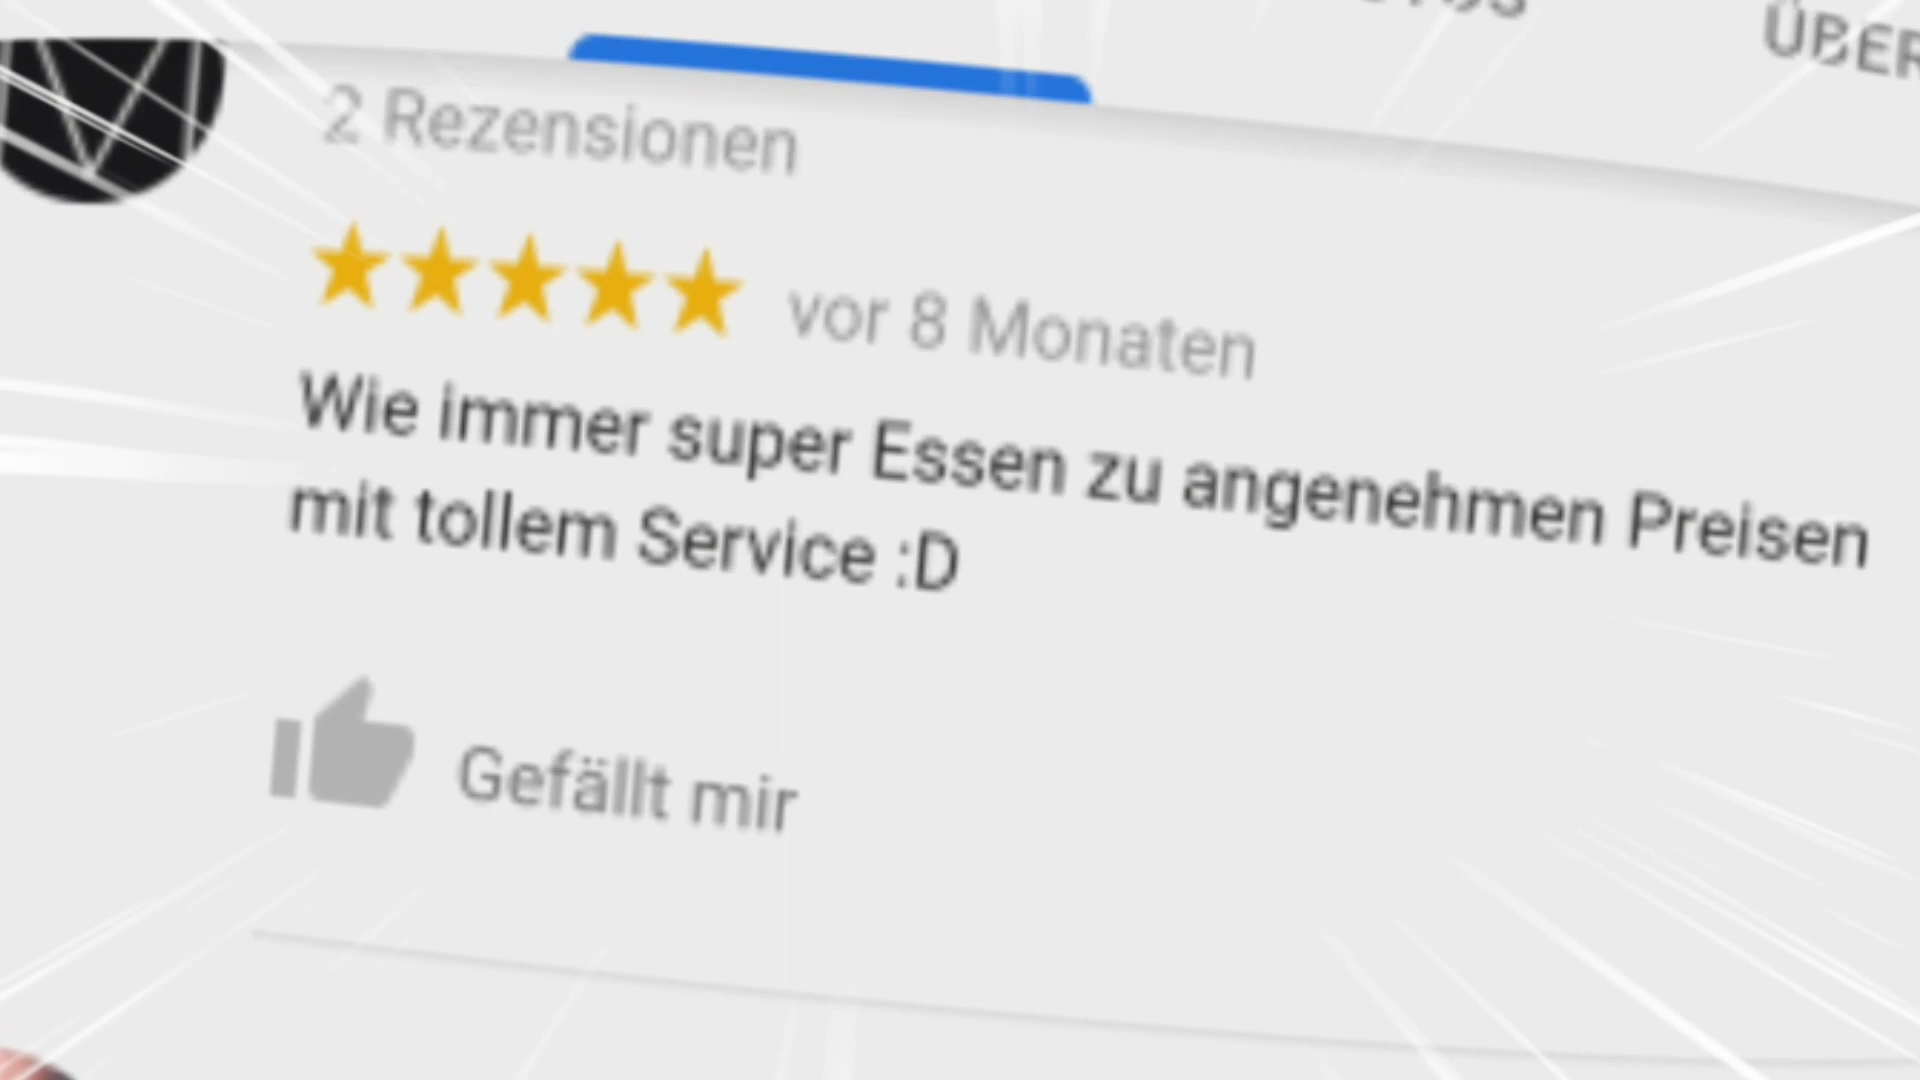 ÜBER
2 Rezensionen
vor 8 Monaten
Wie immer super Essen zu angenehmen Preisen
mit tollem Service :D
Gefällt mir